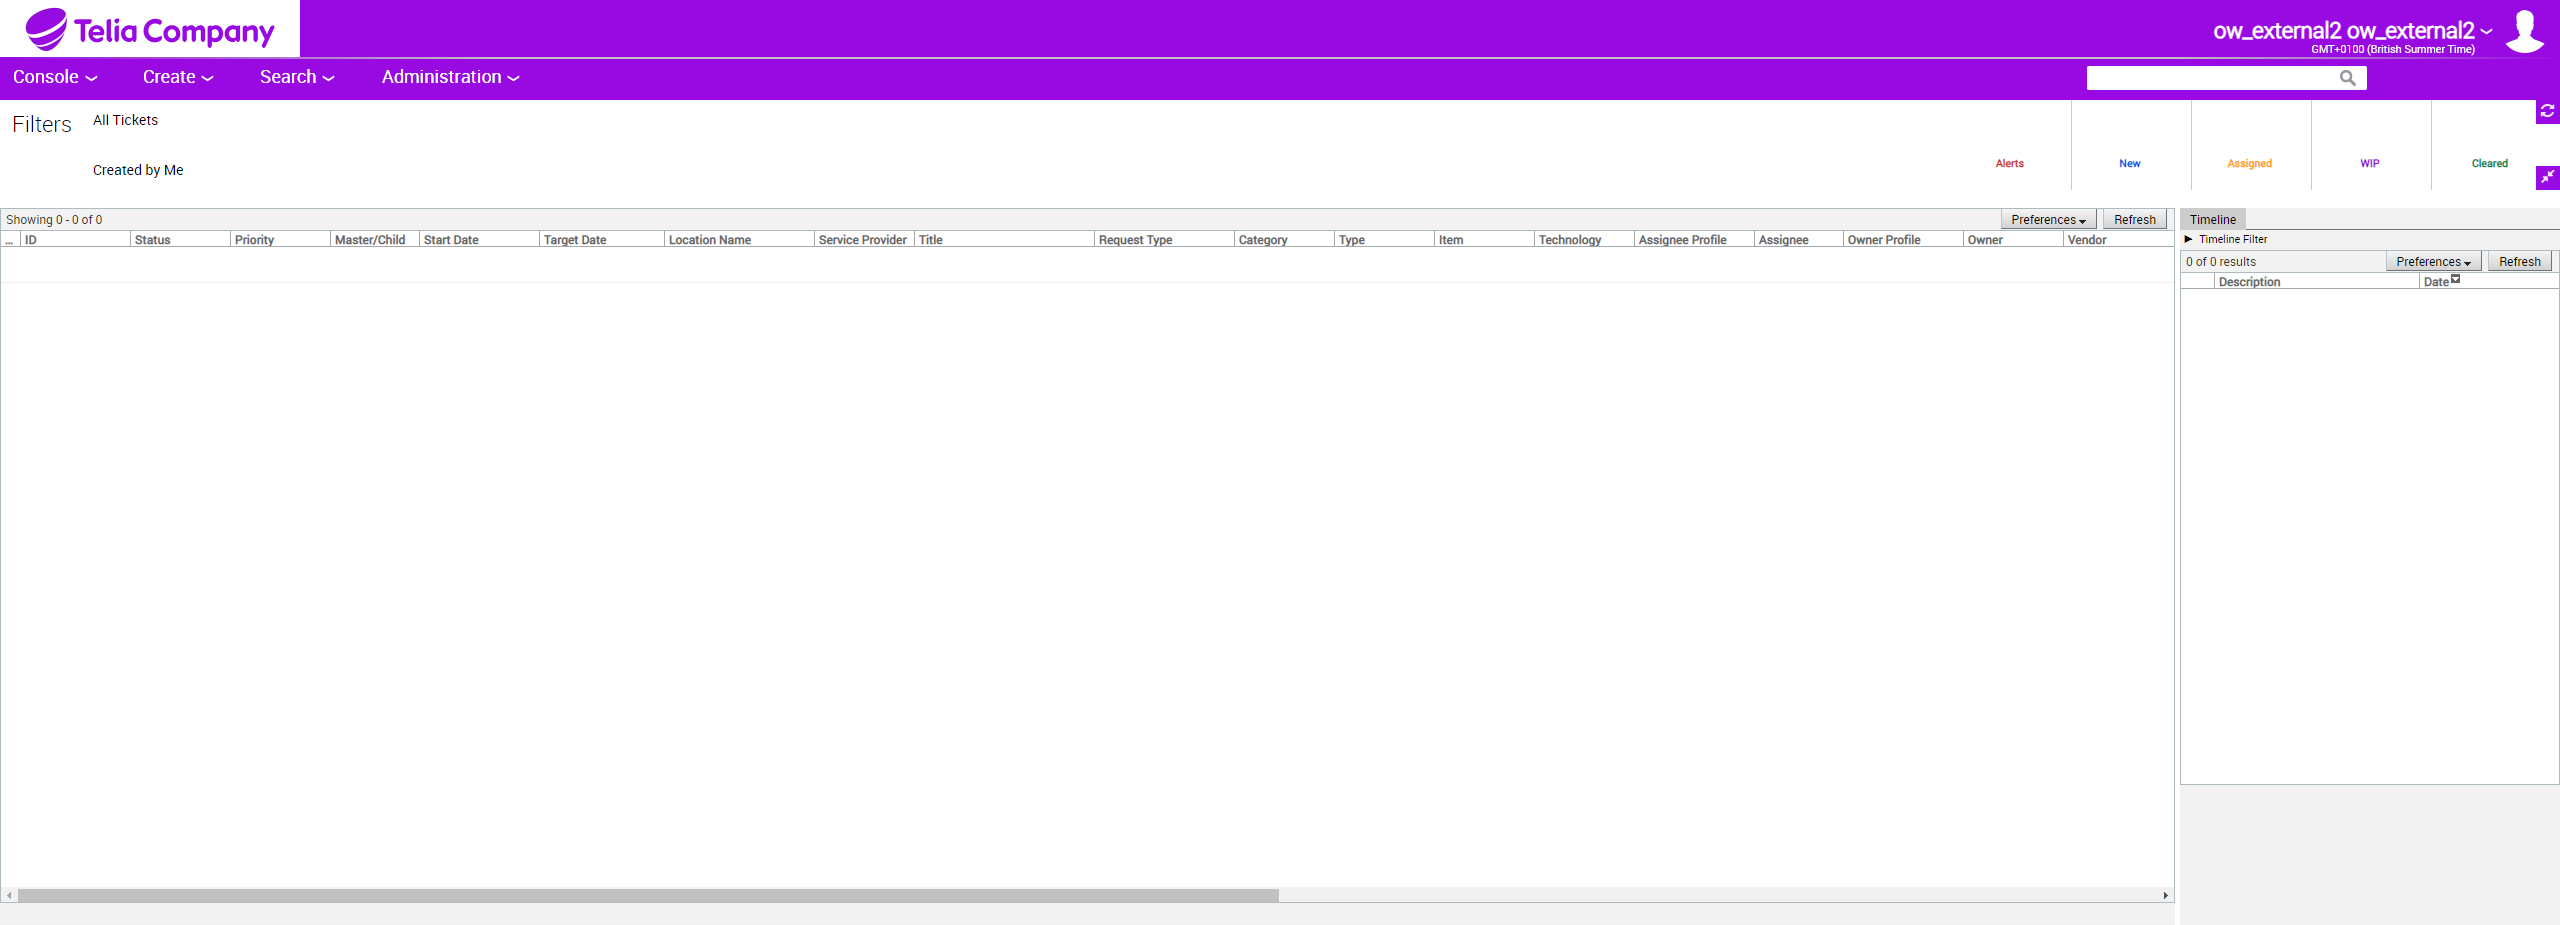 Telia Company
ow_external2 ow_external2
GMT+0100 (British Summer Time)
Console Create Search Administration
Filters All Tickets
Created by Me
Alerts New Assigned WIP Cleared
Showing 0 - 0 of 0 Preferences Refresh
... ID Status Priority Master/Child Start Date Target Date Location Name Service Provider Title Request Type Category Type Item Technology Assignee Profile Assignee Owner Profile Owner Vendor
Timeline
Timeline Filter
0 of 0 results Preferences Refresh
Description Date